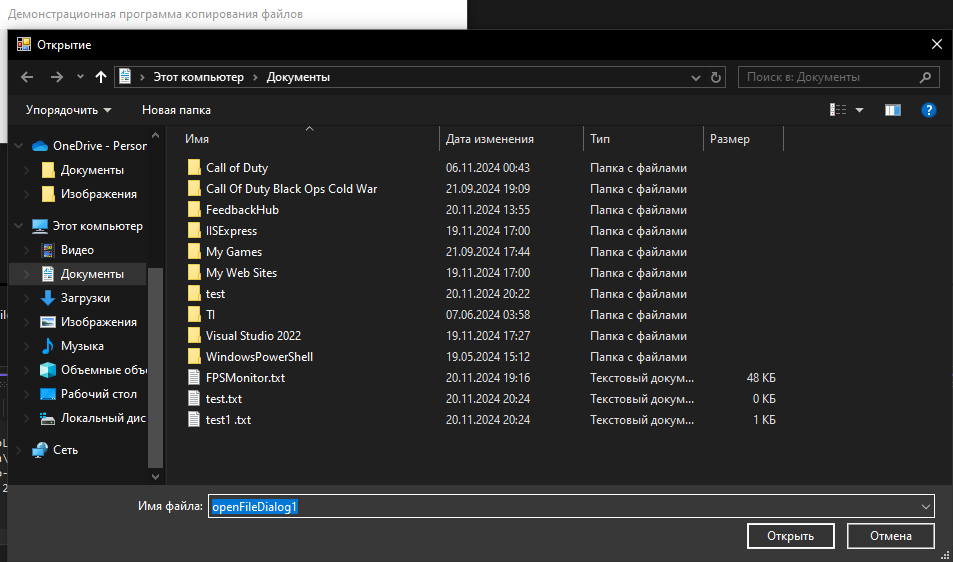 Демонстрационная программа копирования файлов
Открытие
Этот компьютер › Документы
Поиск в: Документы
Упорядочить
Новая папка
OneDrive - Person
Документы
Изображения
Этот компьютер
Видео
Документы
Загрузки
Изображения
Музыка
Объемные объ
Рабочий стол
Локальный дис
Сеть
Имя Дата изменения Тип Размер
Call of Duty 06.11.2024 00:43 Папка с файлами
Call Of Duty Black Ops Cold War 21.09.2024 19:09 Папка с файлами
FeedbackHub 20.11.2024 13:55 Папка с файлами
IISExpress 19.11.2024 17:00 Папка с файлами
My Games 21.09.2024 17:44 Папка с файлами
My Web Sites 19.11.2024 17:00 Папка с файлами
test 20.11.2024 20:22 Папка с файлами
TI 07.06.2024 03:58 Папка с файлами
Visual Studio 2022 19.11.2024 17:27 Папка с файлами
WindowsPowerShell 19.05.2024 15:12 Папка с файлами
FPSMonitor.txt 20.11.2024 19:16 Текстовый докум... 48 КБ
test.txt 20.11.2024 20:24 Текстовый докум... 0 КБ
test1 .txt 20.11.2024 20:24 Текстовый докум... 1 КБ
Имя файла: openFileDialog1
Открыть Отмена